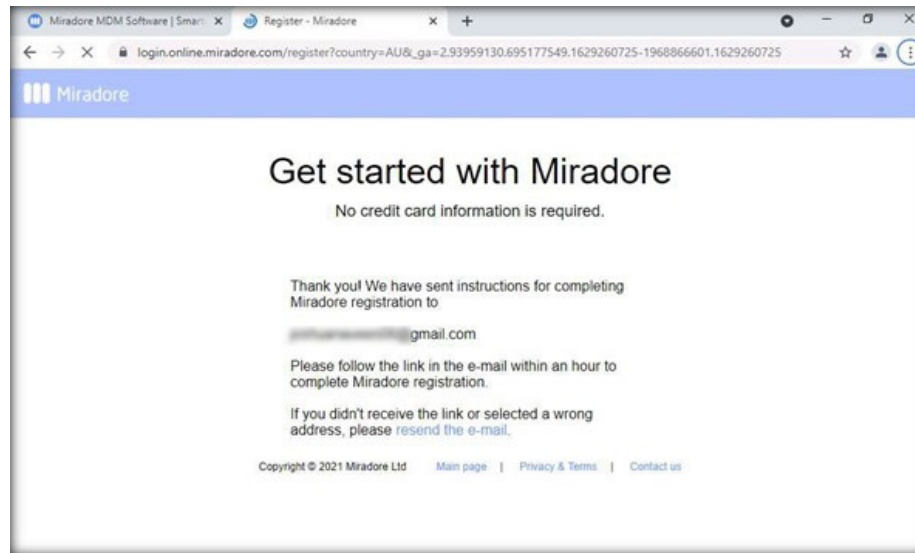 Miradore MDM Software | Smar
Register - Miradore
login.online.miradore.com/register?country=AU&_ga=2.93959130.695177549.1629260725-1968866601.1629260725
Miradore
Get started with Miradore
No credit card information is required.
Thank you! We have sent instructions for completing
Miradore registration to
@gmail.com
Please follow the link in the e-mail within an hour to
complete Miradore registration.
If you didn't receive the link or selected a wrong
address, please resend the e-mail.
Copyright © 2021 Miradore Ltd Main page | Privacy & Terms | Contact us